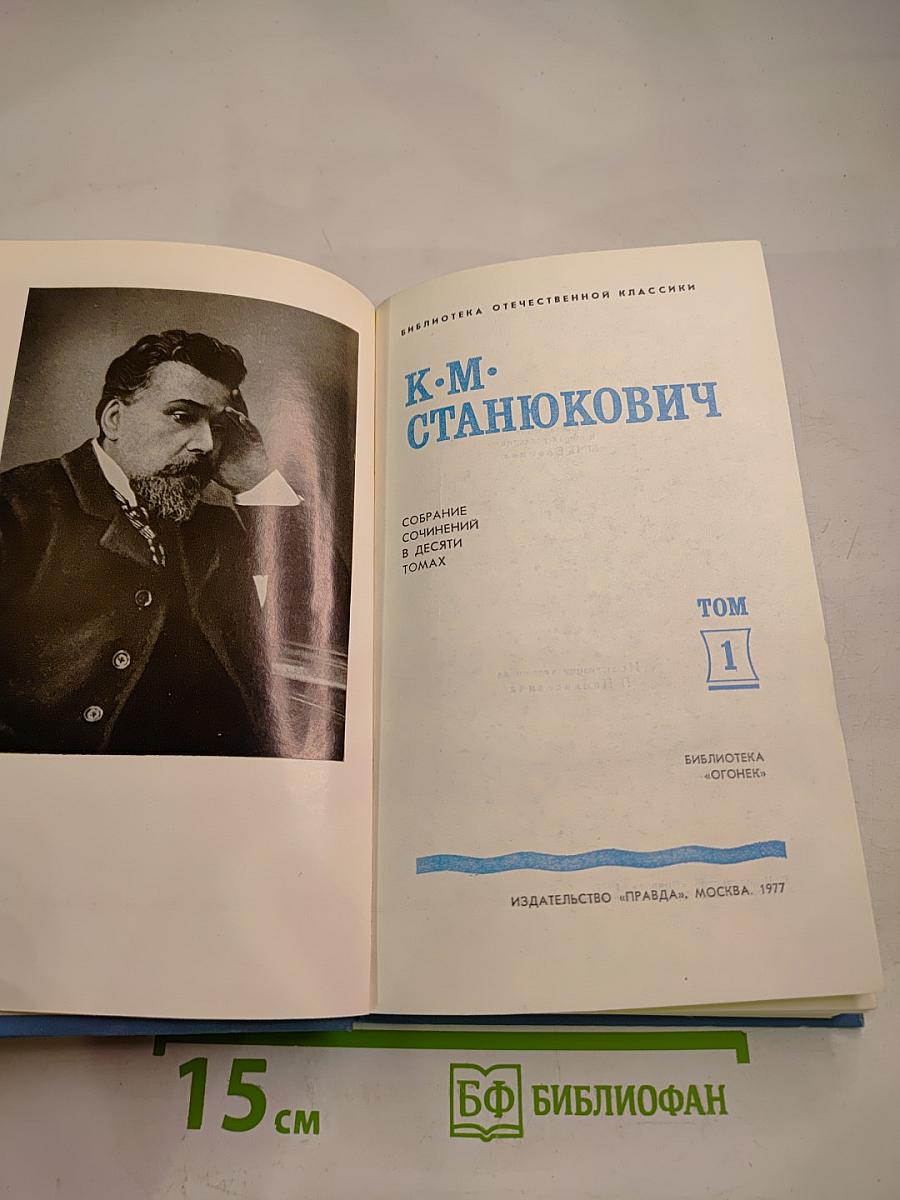 БИБЛИОТЕКА ОТЕЧЕСТВЕННОЙ КЛАССИКИ
К·М·
СТАНЮКОВИЧ
СОБРАНИЕ
СОЧИНЕНИЙ
В ДЕСЯТИ
ТОМАХ
ТОМ
1
БИБЛИОТЕКА
«ОГОНЕК»
ИЗДАТЕЛЬСТВО «ПРАВДА», МОСКВА. 1977
15 см
БФ БИБЛИОФАН